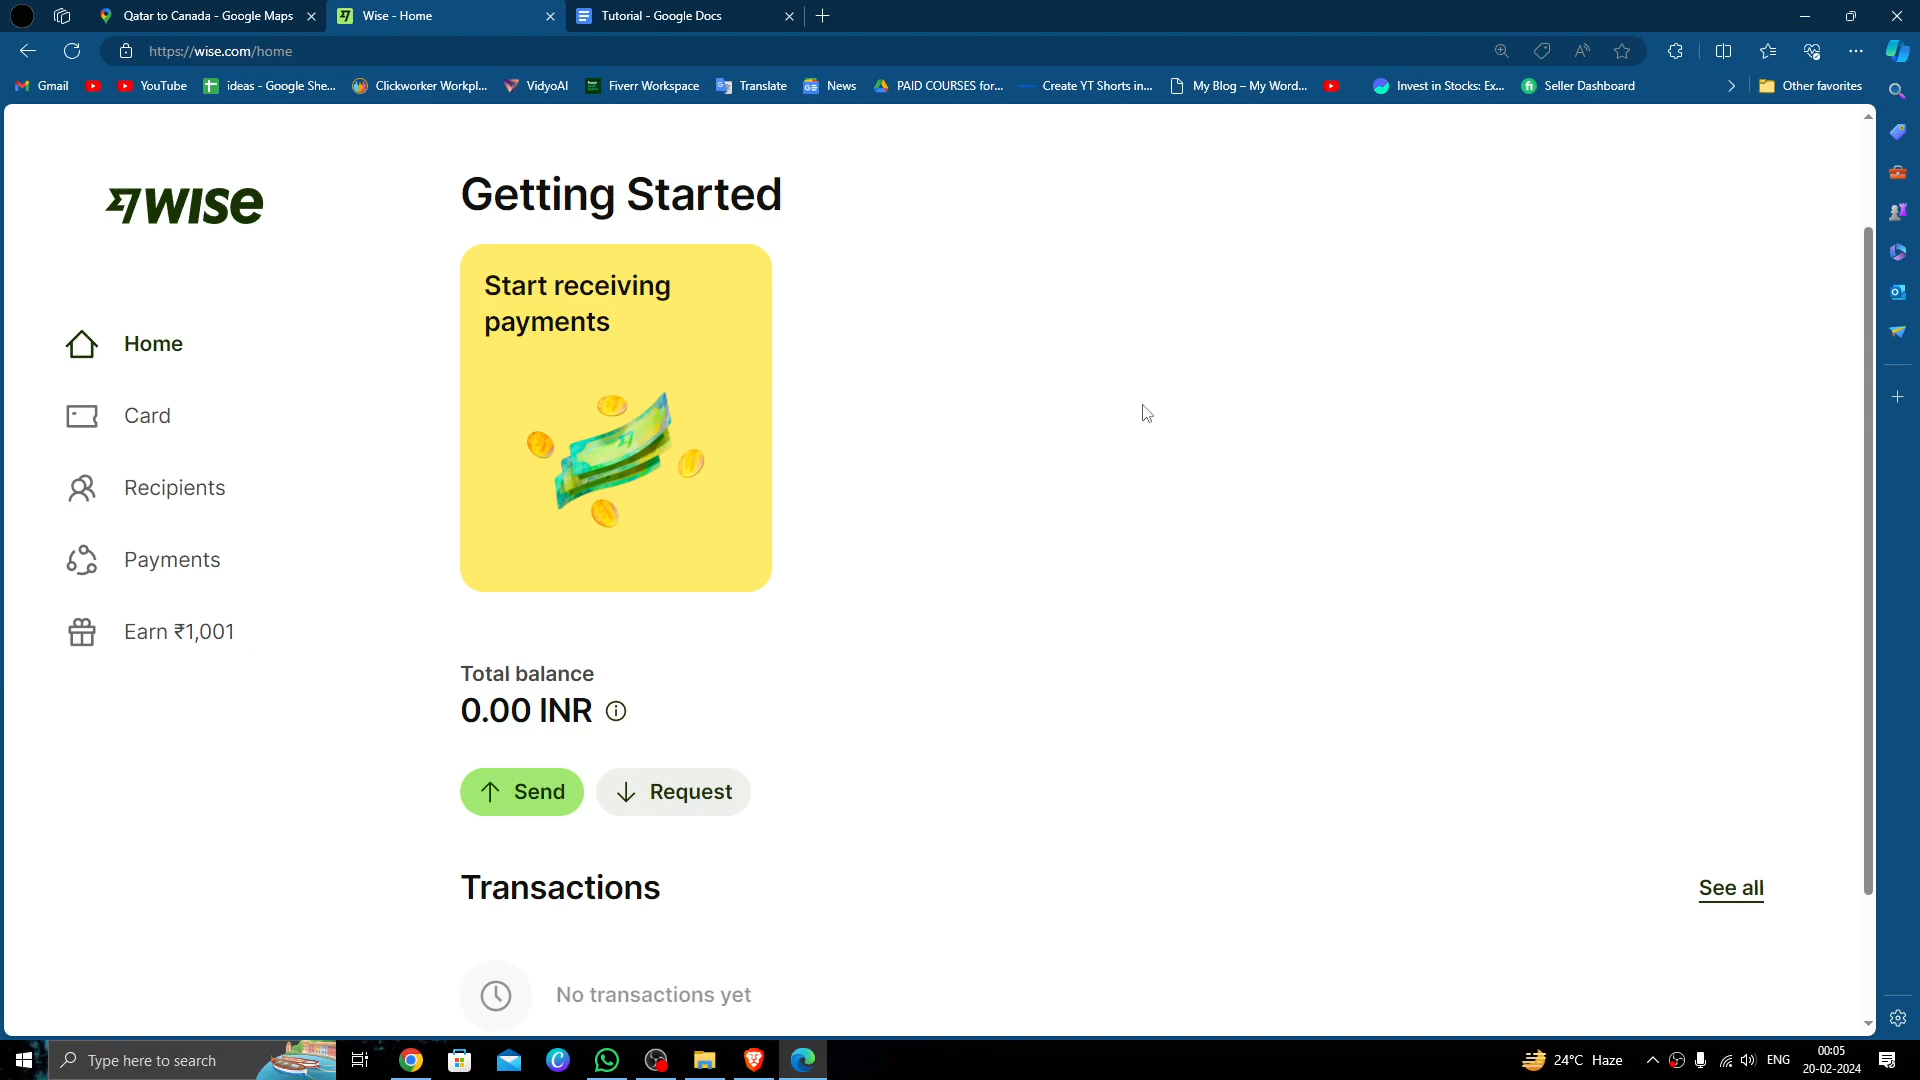 Qatar to Canada - Google Maps
Wise - Home
Tutorial - Google Docs
https://wise.com/home
Gmail
YouTube
ideas - Google She...
Clickworker Workpl...
VidyoAI
Fiverr Workspace
Translate
News
PAID COURSES for...
Create YT Shorts in...
My Blog – My Word...
Invest in Stocks: Ex...
Seller Dashboard
Other favorites
WISE
Getting Started
Start receiving
payments
Home
Card
Recipients
Payments
Earn ₹1,001
Total balance
0.00 INR
Send
Request
Transactions
See all
No transactions yet
Type here to search
24°C Haze
ENG
00:05
20-02-2024